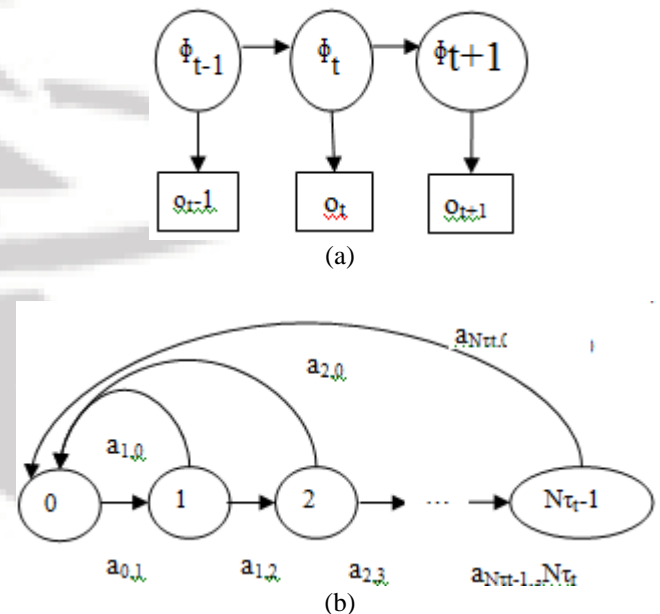 ϕt-1 ϕt ϕt+1
ot-1 ot ot+1
(a)
aNτt,0
a2,0
a1,0
0 1 2 ... Nτt-1
a0,1 a1,2 a2,3
(b)